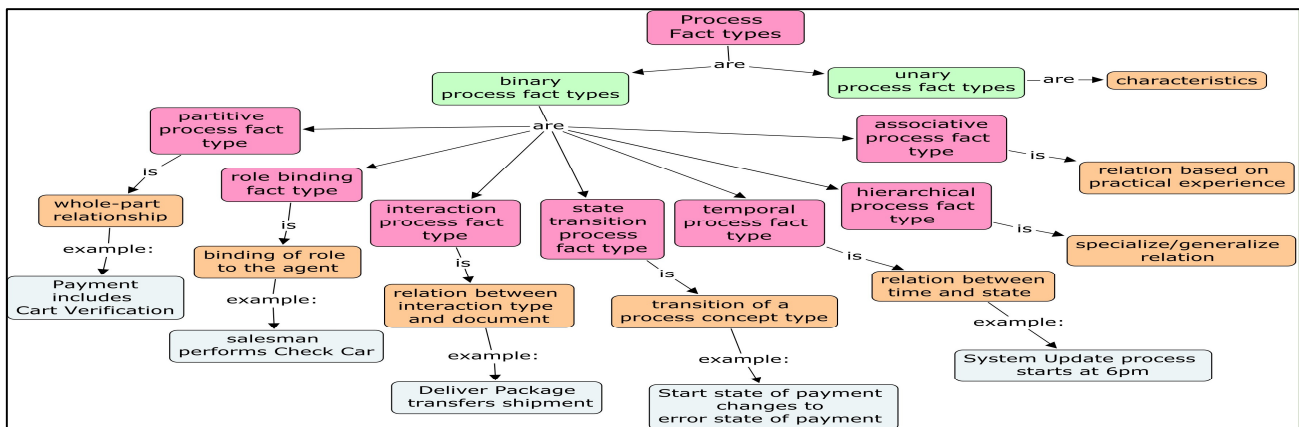 Process
Fact types
are
binary
process fact types
unary
process fact types
are
characteristics
partitive
process fact
type
are
associative
process fact
type
is
role binding
fact type
is
relation based on
practical experience
whole-part
relationship
interaction
process fact
type
state
transition
process
fact type
temporal
process fact
type
hierarchical
process fact
type
is
is
specialize/generalize
relation
example:
binding of role
to the agent
is
is
is
relation between
time and state
Payment
includes
Cart Verification
example:
relation between
interaction type
and document
transition of a
process concept type
example:
salesman
performs Check Car
example:
example:
System Update process
starts at 6pm
Deliver Package
transfers shipment
Start state of payment
changes to
error state of payment